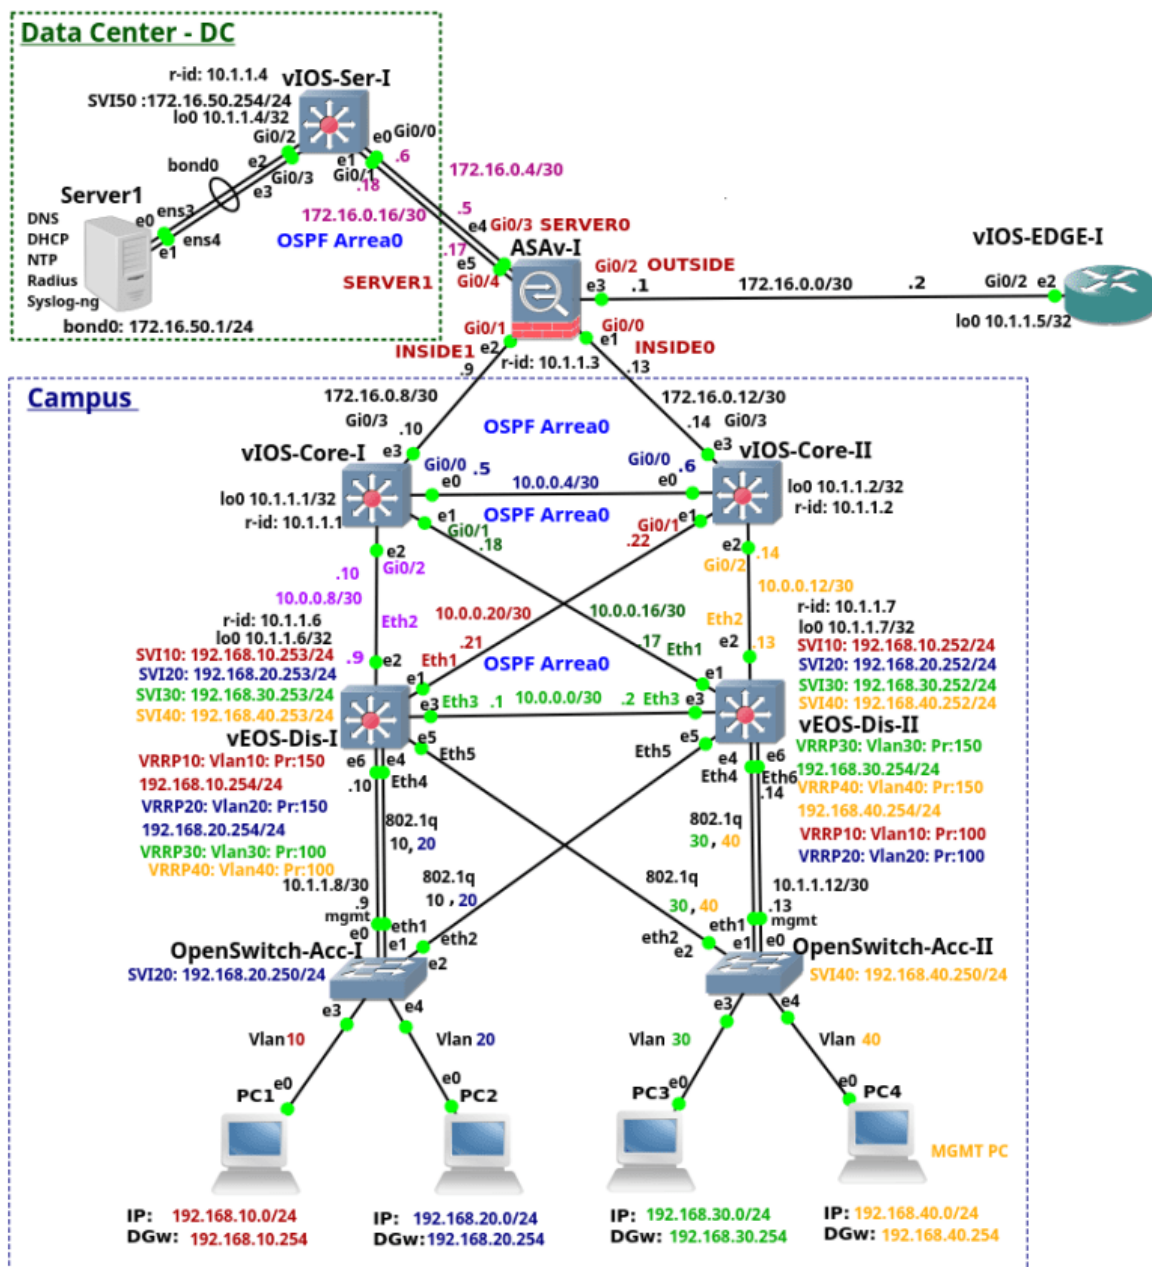 Data Center - DC
r-id: 10.1.1.4
vIOS-Ser-I
SVI50 :172.16.50.254/24
lo0 10.1.1.4/32
Gi0/2
e0
Gi0/0
e2
e1
.6
bond0
Gi0/3
Gi0/1
e3
.18
172.16.0.4/30
Server1
ens3
DNS
e0
172.16.0.16/30
.5
e4
Gi0/3
SERVER0
DHCP
ens4
OSPF Arrea0
.17
ASAv-I
vIOS-EDGE-I
NTP
e1
e5
Gi0/2
OUTSIDE
Radius
SERVER1
Gi0/4
e3
.1
172.16.0.0/30
.2
Gi0/2
e2
Syslog-ng
bond0: 172.16.50.1/24
lo0 10.1.1.5/32
Gi0/1
Gi0/0
INSIDE1
e2
e1
INSIDE0
.9
r-id: 10.1.1.3
.13
Campus
172.16.0.8/30
172.16.0.12/30
Gi0/3
.10
OSPF Arrea0
.14
Gi0/3
vIOS-Core-I
e3
e3
vIOS-Core-II
Gi0/0
.5
Gi0/0
.6
e0
10.0.0.4/30
e0
lo0 10.1.1.1/32
lo0 10.1.1.2/32
r-id: 10.1.1.1
e1
OSPF Arrea0
e1
r-id: 10.1.1.2
Gi0/1
Gi0/1
.18
.22
e2
e2
.14
Gi0/2
Gi0/2
.10
10.0.0.8/30
10.0.0.12/30
10.0.0.20/30
10.0.0.16/30
r-id: 10.1.1.6
Eth2
Eth2
r-id: 10.1.1.7
lo0 10.1.1.6/32
lo0 10.1.1.7/32
.21
.17
Eth1
e2
.13
SVI10: 192.168.10.253/24
.9
e2
Eth1
OSPF Arrea0
SVI10: 192.168.10.252/24
SVI20: 192.168.20.253/24
e1
e1
SVI20: 192.168.20.252/24
SVI30: 192.168.30.253/24
e3
Eth3
.1
10.0.0.0/30
.2
Eth3
e3
SVI30: 192.168.30.252/24
SVI40: 192.168.40.253/24
SVI40: 192.168.40.252/24
vEOS-Dis-I
e5
e5
vEOS-Dis-II
VRRP10: Vlan10: Pr:150
e6
e4
Eth5
Eth5
e4
e6
VRRP30: Vlan30: Pr:150
192.168.10.254/24
.10
Eth4
Eth4
Eth6
192.168.30.254/24
.14
VRRP40: Vlan40: Pr:150
VRRP20: Vlan20: Pr:150
192.168.40.254/24
192.168.20.254/24
802.1q
802.1q
VRRP10: Vlan10: Pr:100
VRRP30: Vlan30: Pr:100
10, 20
30, 40
VRRP20: Vlan20: Pr:100
VRRP40: Vlan40: Pr:100
802.1q
802.1q
10.1.1.8/30
10.1.1.12/30
.9
10 , 20
30, 40
.13
mgmt
eth1
eth1
mgmt
e0
e1
eth2
eth2
e1
e0
OpenSwitch-Acc-I
e2
e2
OpenSwitch-Acc-II
SVI20: 192.168.20.250/24
SVI40: 192.168.40.250/24
e3
e4
e3
e4
Vlan10
Vlan 20
Vlan 30
Vlan 40
e0
e0
e0
e0
PC1
PC2
PC3
PC4
MGMT PC
IP: 192.168.10.0/24
DGw: 192.168.10.254
IP: 192.168.20.0/24
DGw:192.168.20.254
IP: 192.168.30.0/24
DGw: 192.168.30.254
IP: 192.168.40.0/24
DGw: 192.168.40.254